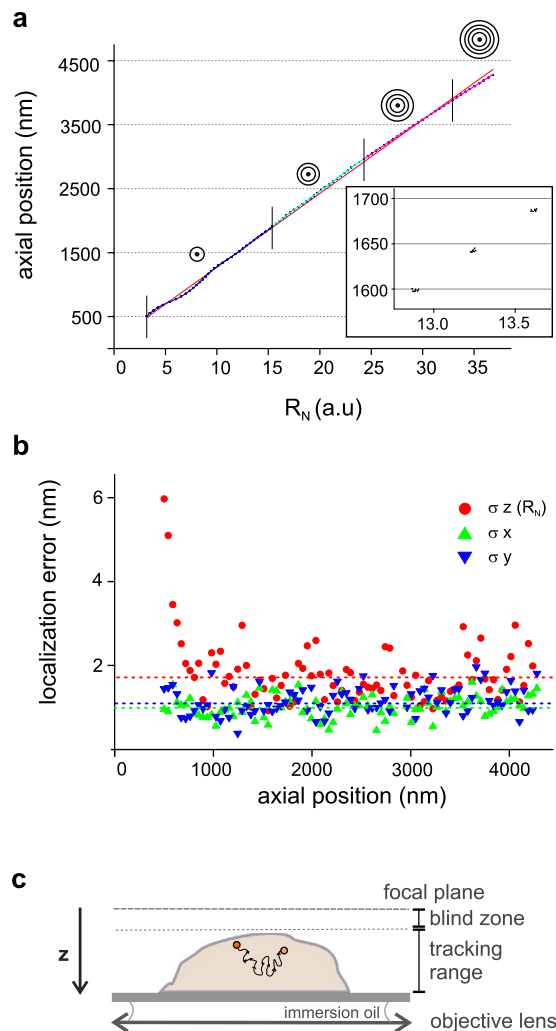 a
axial position (nm)
4500
3500
2500
1500
500
1700
1650
1600
13.0
13.5
0
5
10
15
20
25
30
35
R_N (a.u)
b
localization error (nm)
6
4
2
σ z (R_N)
σ x
σ y
0
1000
2000
3000
4000
axial position (nm)
c
focal plane
blind zone
z
tracking
range
immersion oil
objective lens